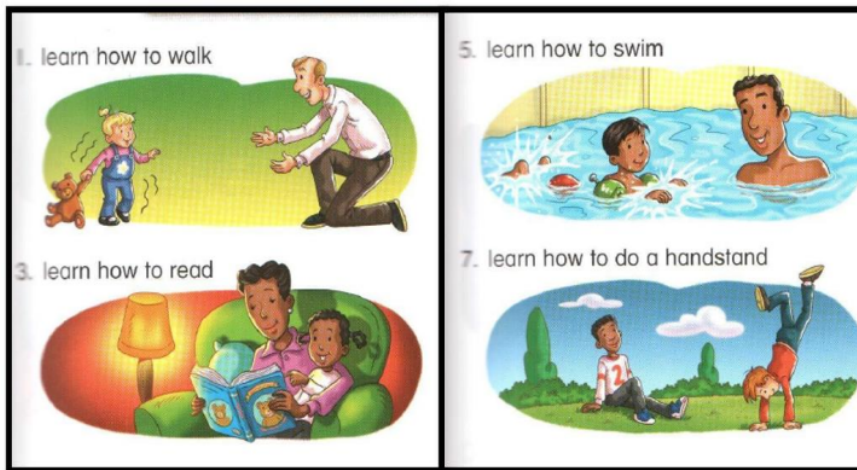 1. learn how to walk
3. learn how to read
5. learn how to swim
7. learn how to do a handstand
2